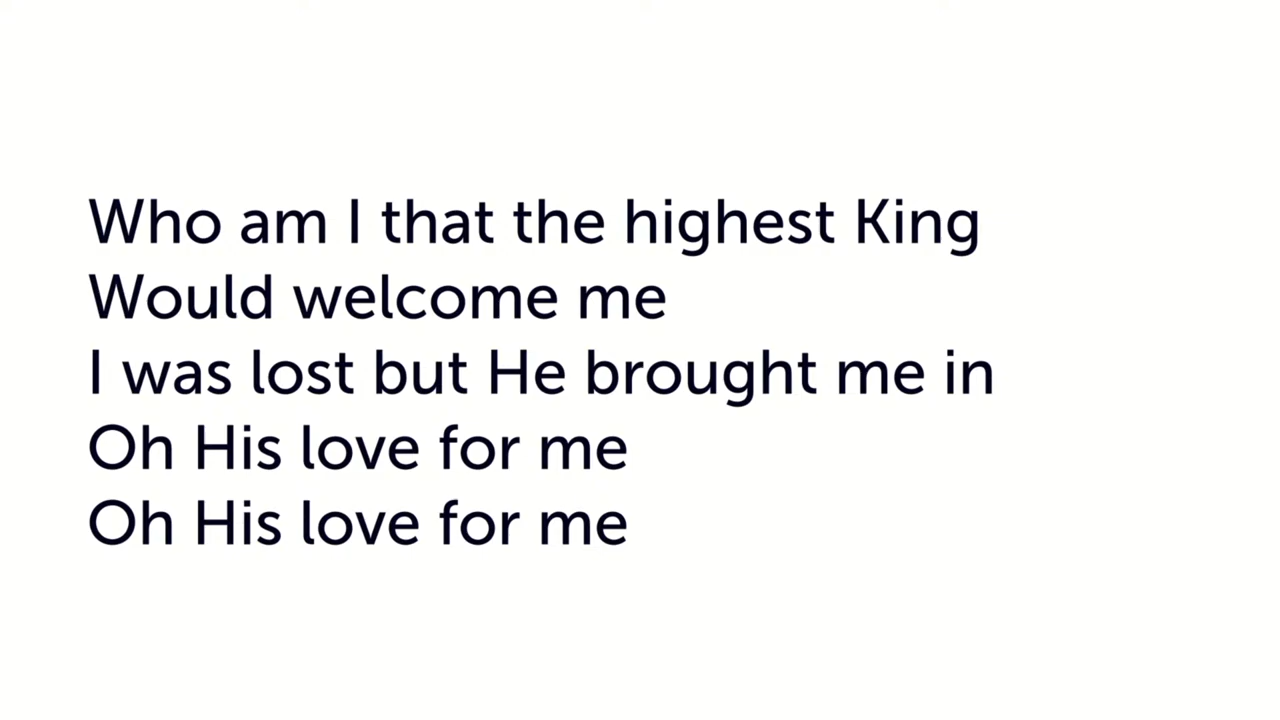 Who am I that the highest King
Would welcome me
I was lost but He brought me in
Oh His love for me
Oh His love for me